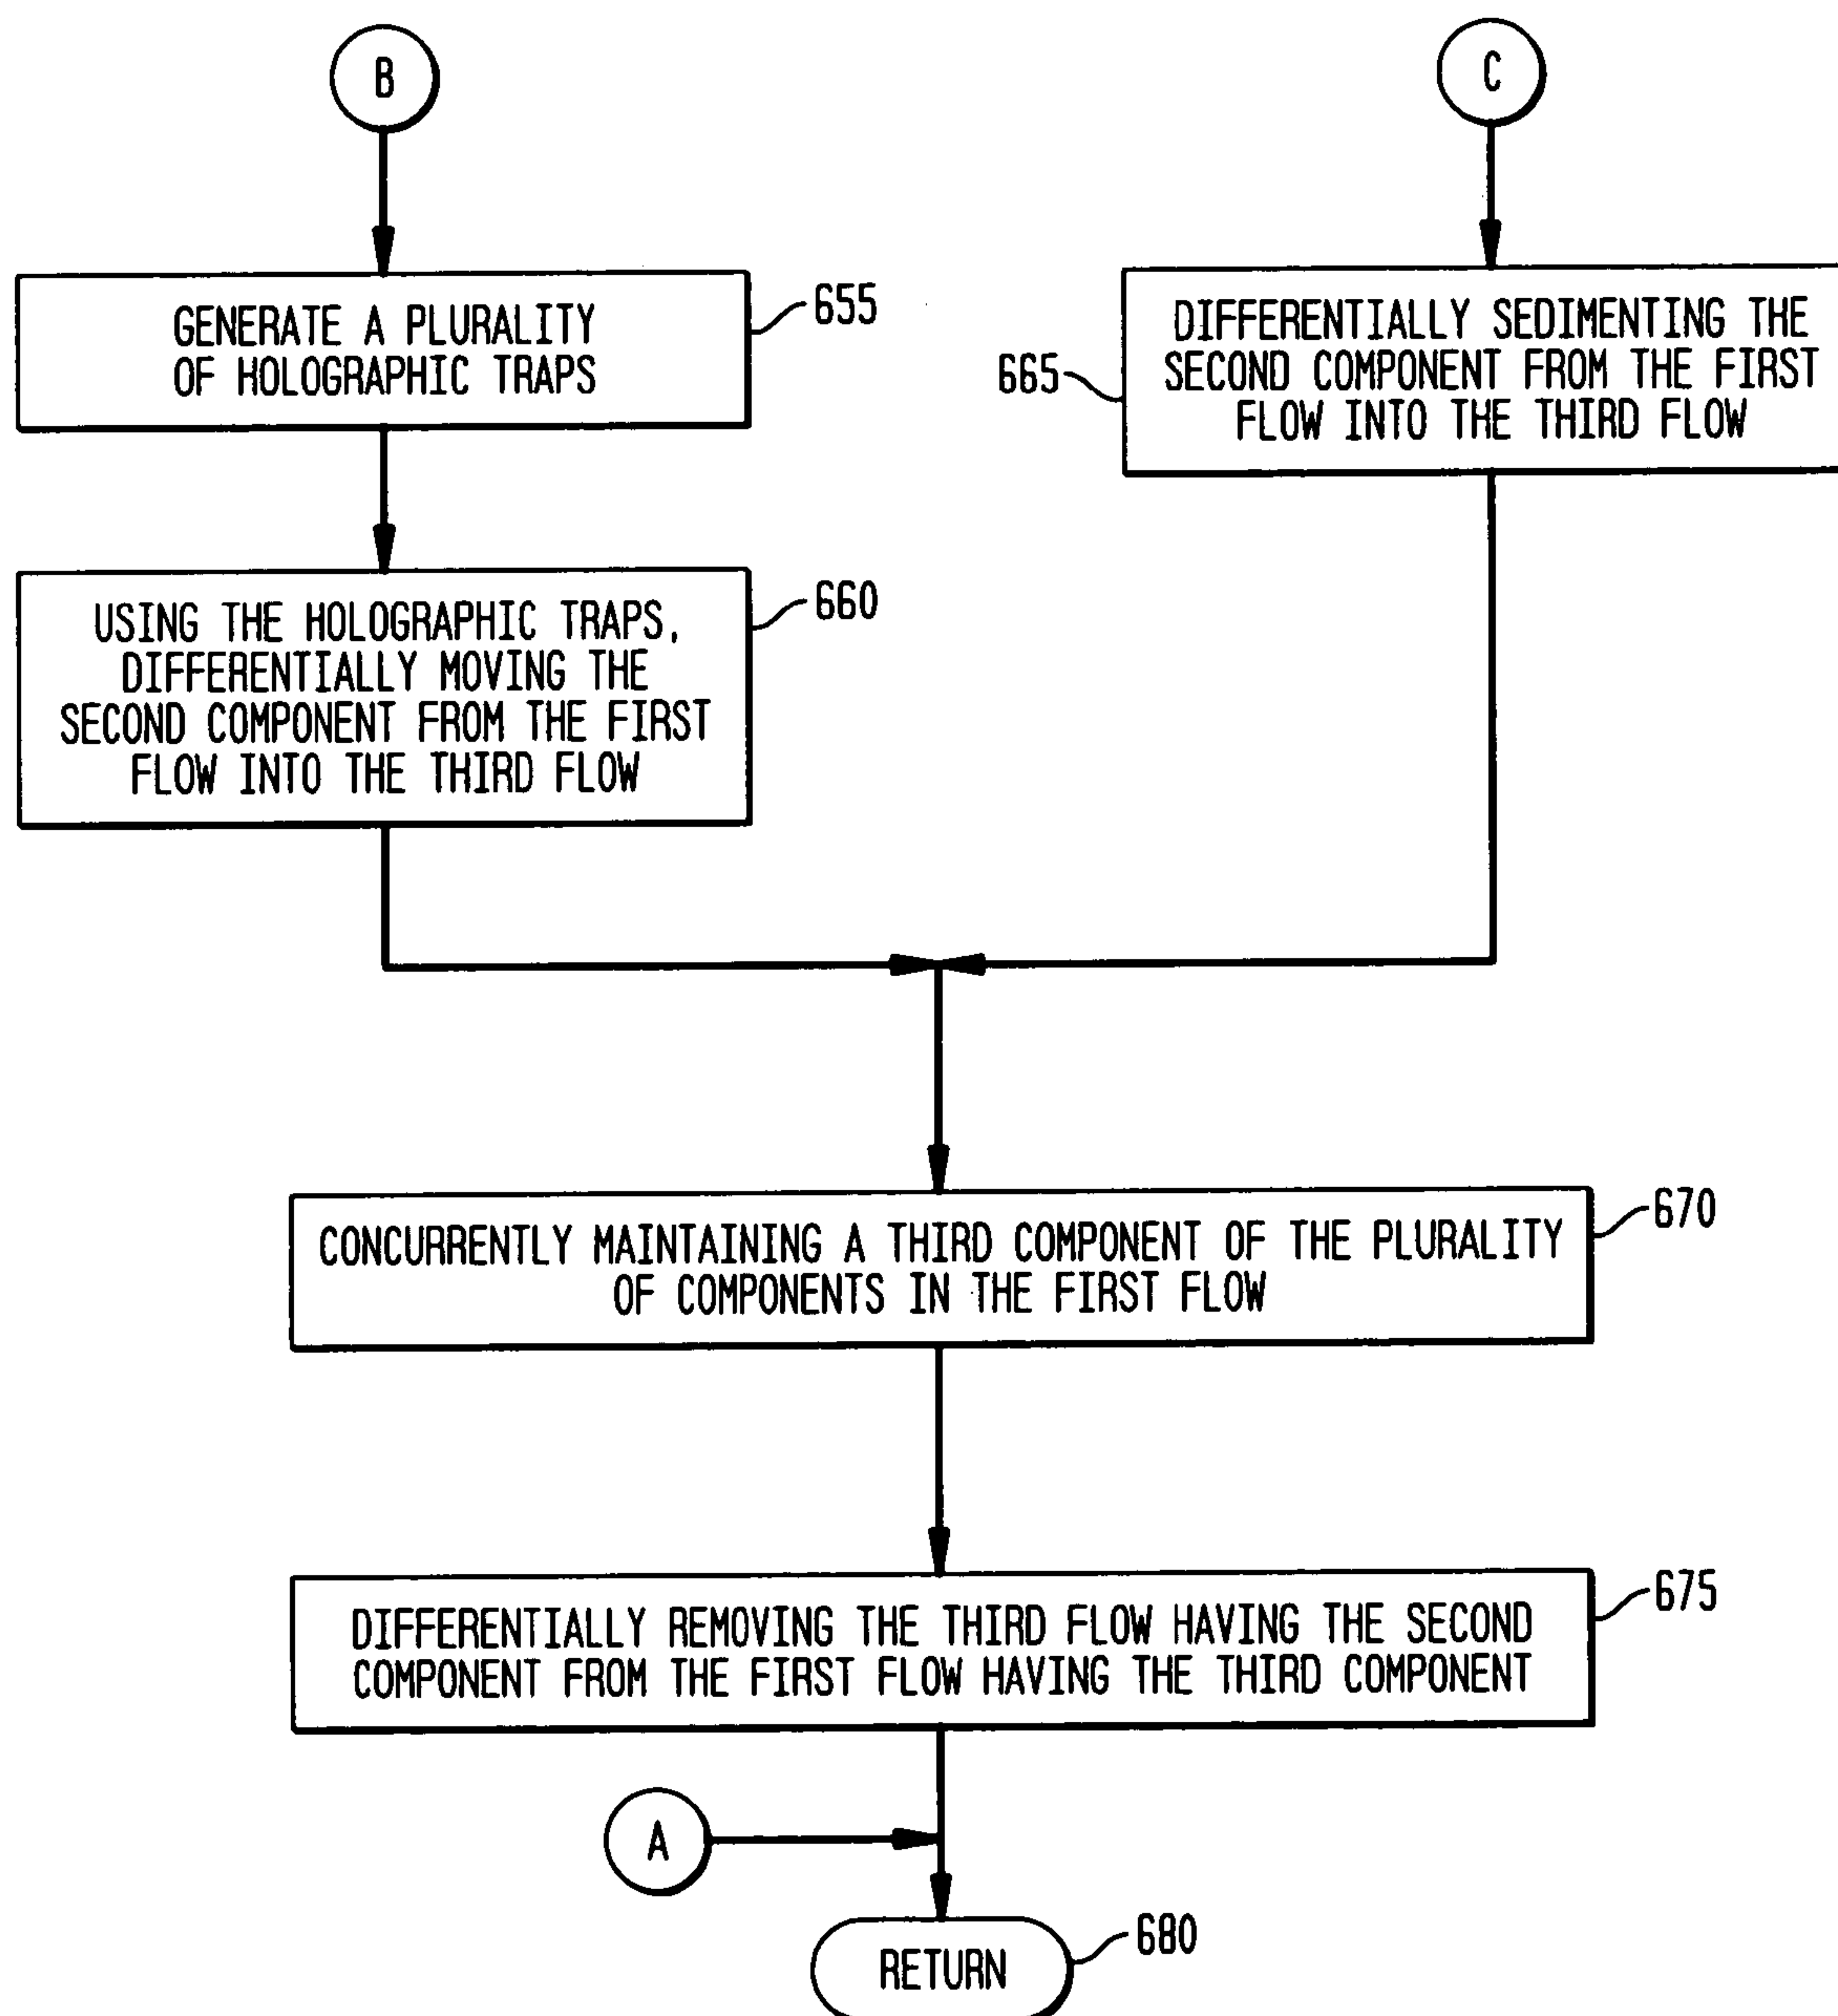 B
C
GENERATE A PLURALITY
OF HOLOGRAPHIC TRAPS
655
DIFFERENTIALLY SEDIMENTING THE
SECOND COMPONENT FROM THE FIRST
FLOW INTO THE THIRD FLOW
665
USING THE HOLOGRAPHIC TRAPS,
DIFFERENTIALLY MOVING THE
SECOND COMPONENT FROM THE FIRST
FLOW INTO THE THIRD FLOW
660
CONCURRENTLY MAINTAINING A THIRD COMPONENT OF THE PLURALITY
OF COMPONENTS IN THE FIRST FLOW
670
DIFFERENTIALLY REMOVING THE THIRD FLOW HAVING THE SECOND
COMPONENT FROM THE FIRST FLOW HAVING THE THIRD COMPONENT
675
A
RETURN
680